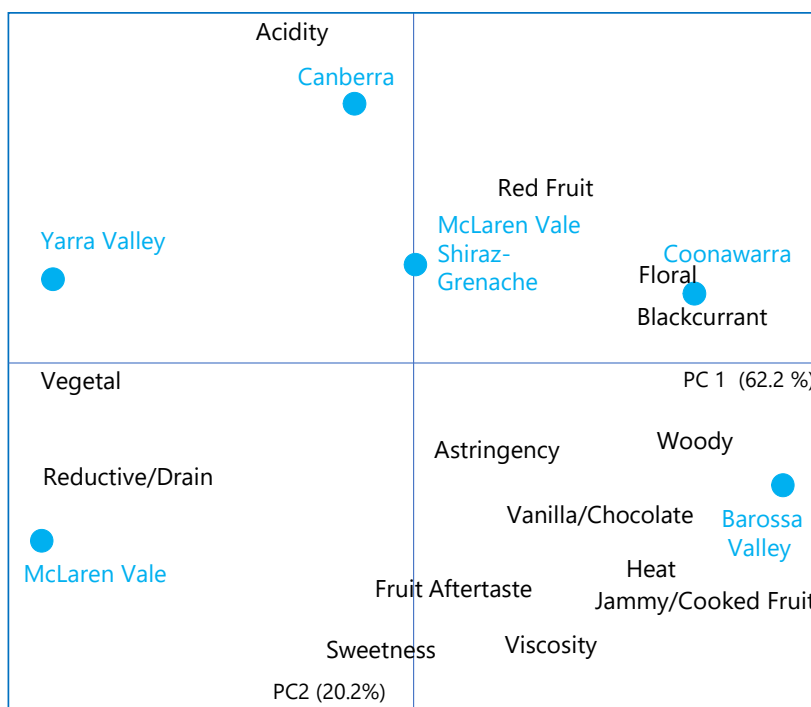 Acidity
Canberra
Red Fruit
McLaren Vale
Shiraz-
Grenache
Yarra Valley
Coonawarra
Floral
Blackcurrant
Vegetal
PC 1 (62.2 %)
Astringency
Woody
Reductive/Drain
Vanilla/Chocolate
Barossa
Valley
McLaren Vale
Heat
Fruit Aftertaste
Jammy/Cooked Fruit
Sweetness
Viscosity
PC2 (20.2%)